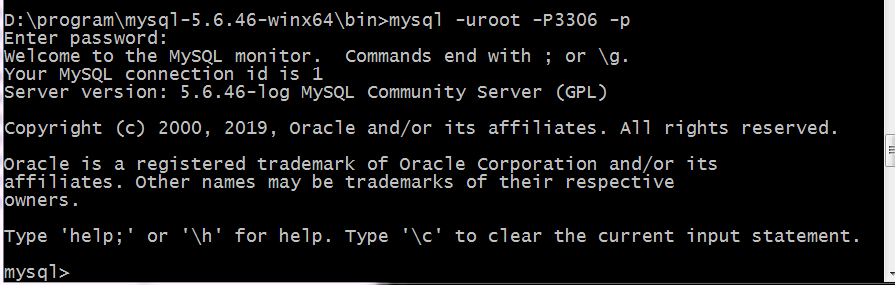 D:\program\mysql-5.6.46-winx64\bin>mysql -uroot -P3306 -p
Enter password:
Welcome to the MySQL monitor.  Commands end with ; or \g.
Your MySQL connection id is 1
Server version: 5.6.46-log MySQL Community Server (GPL)
Copyright (c) 2000, 2019, Oracle and/or its affiliates. All rights reserved.
Oracle is a registered trademark of Oracle Corporation and/or its
affiliates. Other names may be trademarks of their respective
owners.
Type 'help;' or '\h' for help. Type '\c' to clear the current input statement.
mysql>